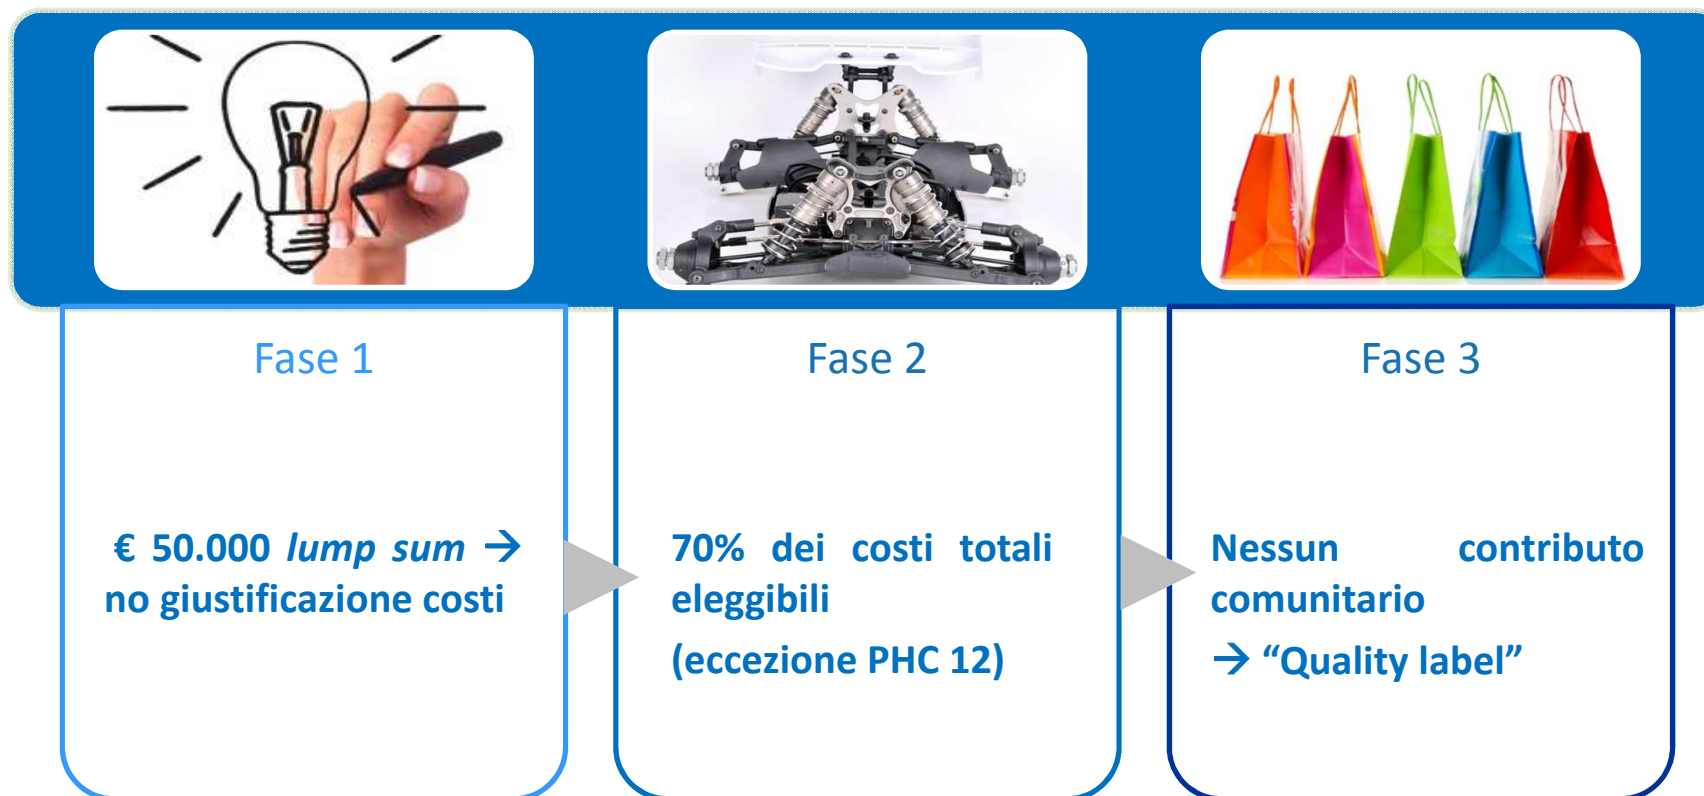 Fase 1
€ 50.000 lump sum →
no giustificazione costi
Fase 2
70% dei costi totali
eleggibili
(eccezione PHC 12)
Fase 3
Nessun contributo
comunitario
→ “Quality label”